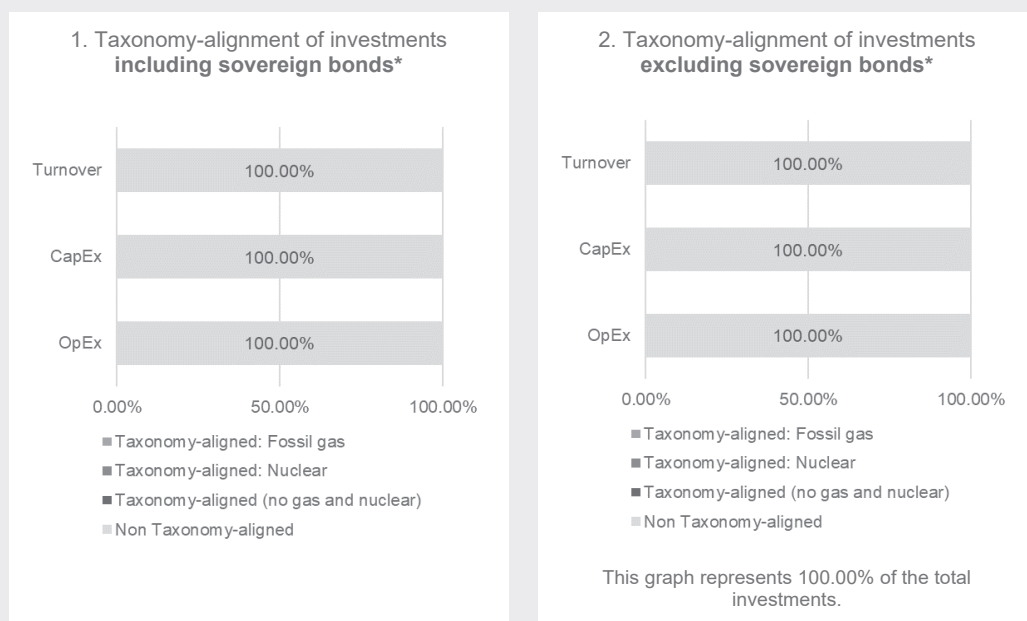 1. Taxonomy-alignment of investments
including sovereign bonds*
Turnover
100.00%
CapEx
100.00%
OpEx
100.00%
0.00%
50.00%
100.00%
Taxonomy-aligned: Fossil gas
Taxonomy-aligned: Nuclear
Taxonomy-aligned (no gas and nuclear)
Non Taxonomy-aligned
2. Taxonomy-alignment of investments
excluding sovereign bonds*
Turnover
100.00%
CapEx
100.00%
OpEx
100.00%
0.00%
50.00%
100.00%
Taxonomy-aligned: Fossil gas
Taxonomy-aligned: Nuclear
Taxonomy-aligned (no gas and nuclear)
Non Taxonomy-aligned
This graph represents 100.00% of the total
investments.